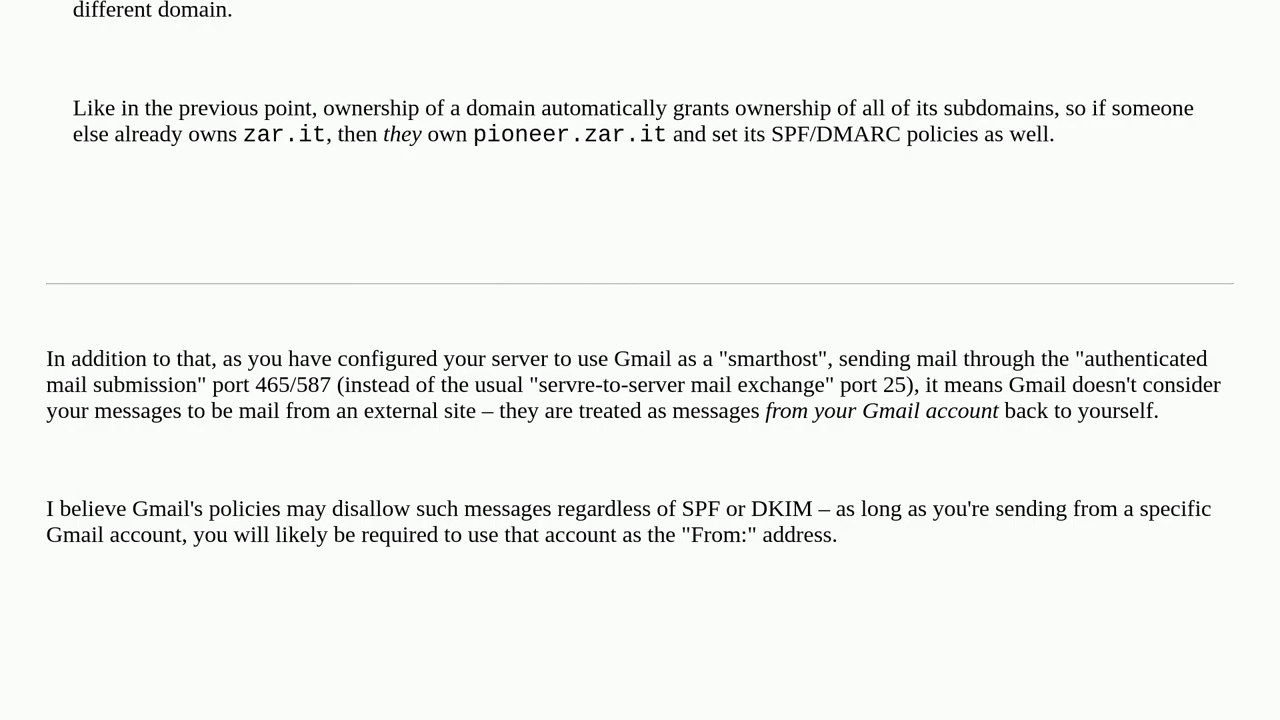 different domain.
Like in the previous point, ownership of a domain automatically grants ownership of all of its subdomains, so if someone
else already owns zar.it, then they own pioneer.zar.it and set its SPF/DMARC policies as well.
In addition to that, as you have configured your server to use Gmail as a "smarthost", sending mail through the "authenticated
mail submission" port 465/587 (instead of the usual "servre-to-server mail exchange" port 25), it means Gmail doesn't consider
your messages to be mail from an external site – they are treated as messages from your Gmail account back to yourself.
I believe Gmail's policies may disallow such messages regardless of SPF or DKIM – as long as you're sending from a specific
Gmail account, you will likely be required to use that account as the "From:" address.